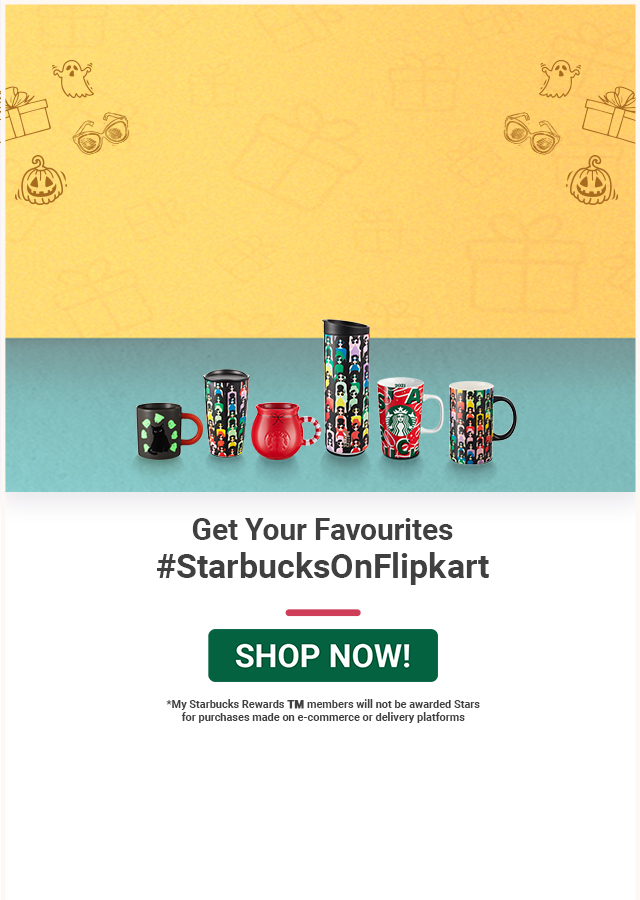 2021
Get Your Favourites
#StarbucksOnFlipkart
SHOP NOW!
*My Starbucks Rewards TM members will not be awarded Stars
for purchases made on e-commerce or delivery platforms